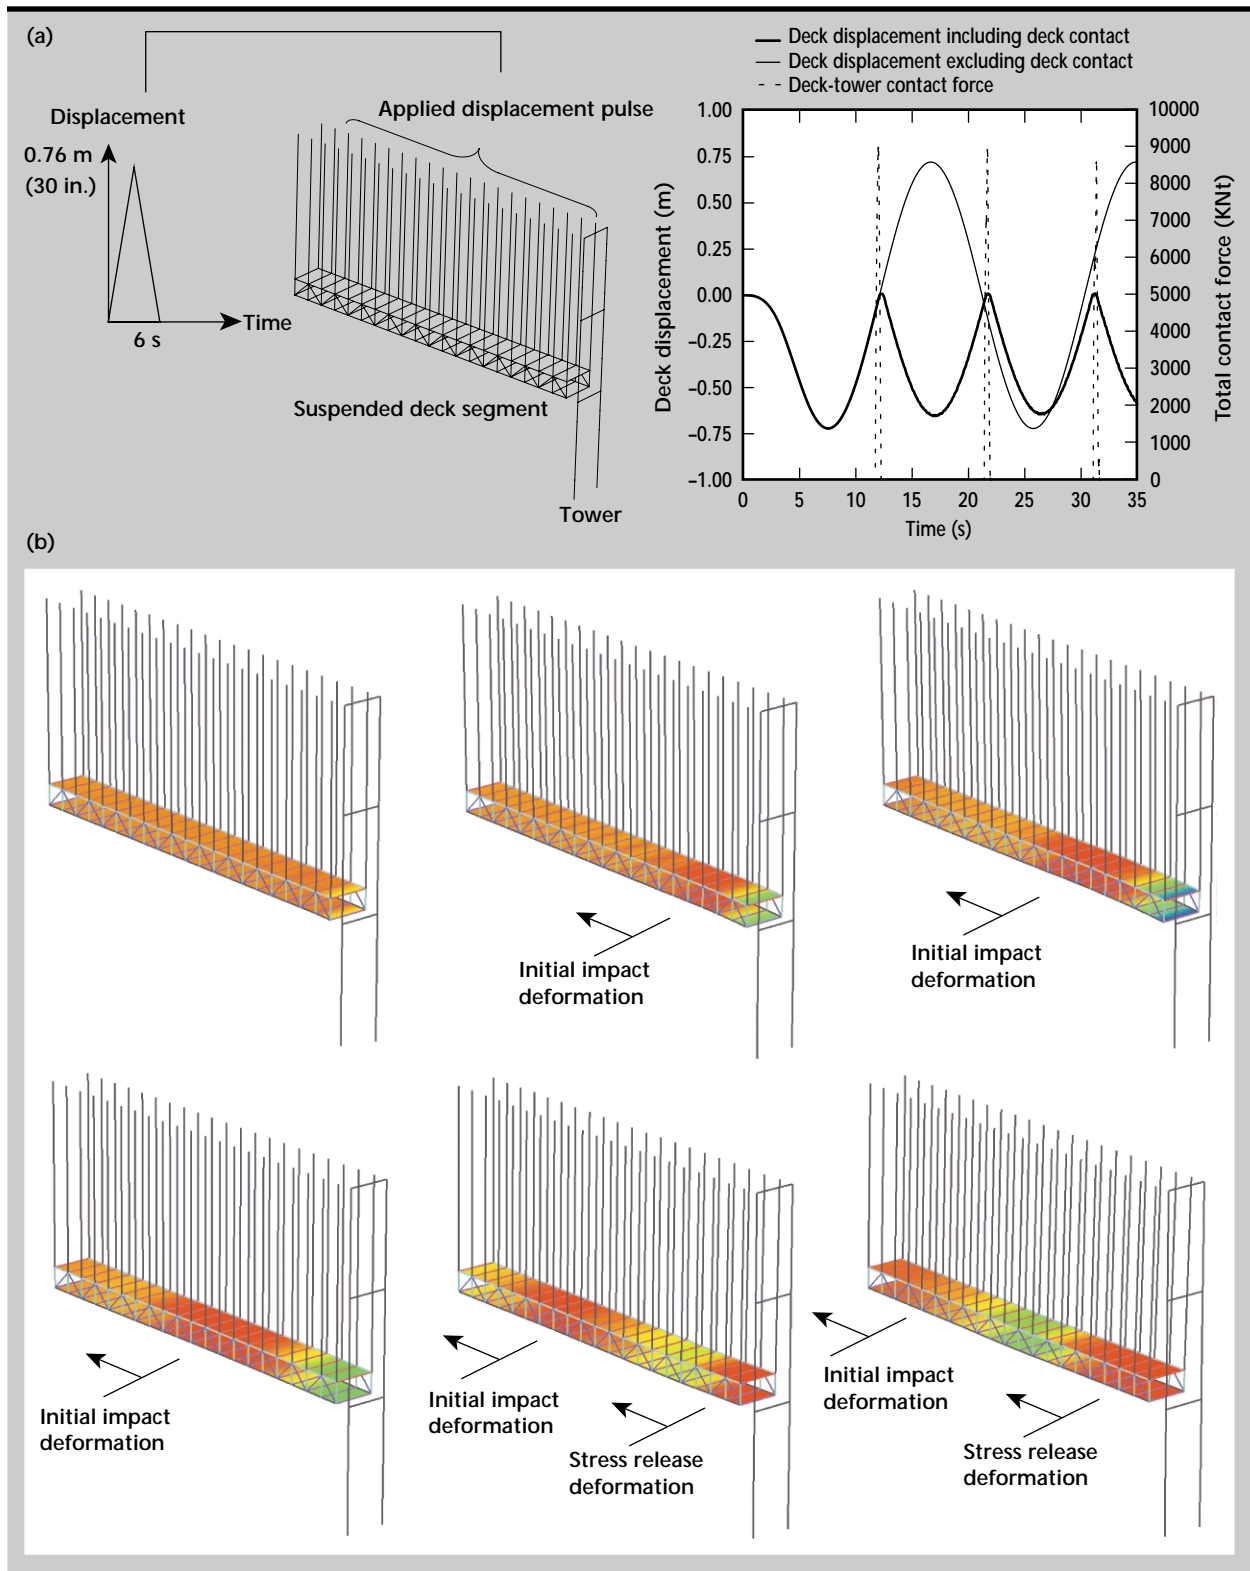 (a)
Displacement
0.76 m
(30 in.)
6 s
Time
Applied displacement pulse
Suspended deck segment
Tower
Deck displacement including deck contact
Deck displacement excluding deck contact
Deck-tower contact force
1.00
0.75
0.50
0.25
0.00
–0.25
–0.50
–0.75
–1.00
Deck displacement (m)
10000
9000
8000
7000
6000
5000
4000
3000
2000
1000
0
Total contact force (KNt)
0 5 10 15 20 25 30 35
Time (s)
(b)
Initial impact
deformation
Initial impact
deformation
Initial impact
deformation
Initial impact
deformation
Stress release
deformation
Initial impact
deformation
Stress release
deformation